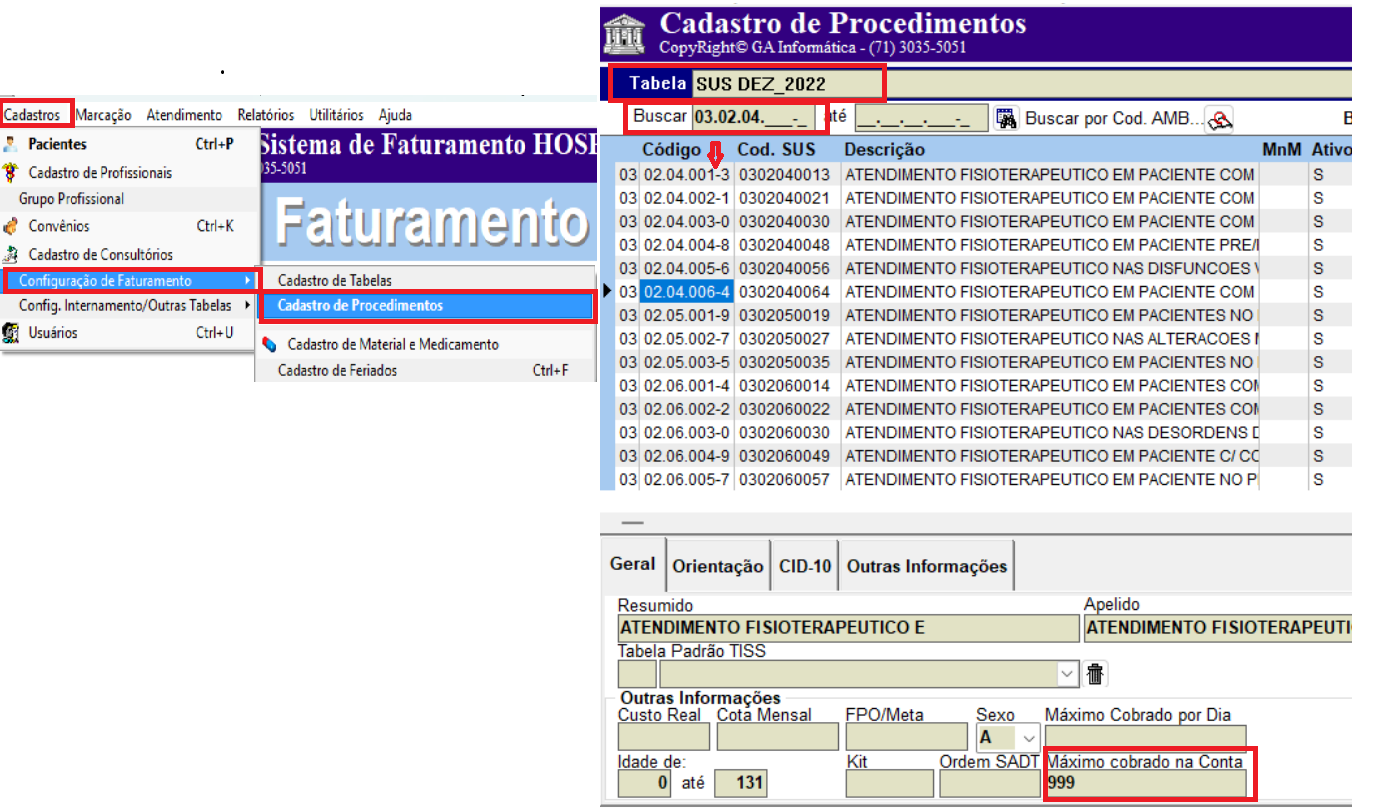 Cadastros Marcação Atendimento Relatórios Utilitários Ajuda
Pacientes Ctrl+P
Cadastro de Profissionais
Grupo Profissional
Convênios Ctrl+K
Cadastro de Consultórios
Configuração de Faturamento
Config. Internamento/Outras Tabelas
Usuários Ctrl+U
Sistema de Faturamento
035-5051
Faturamento
Cadastro de Tabelas
Cadastro de Procedimentos
Cadastro de Material e Medicamento
Cadastro de Feriados Ctrl+F
Cadastro de Procedimentos
CopyRight© GA Informática - (71) 3035-5051
Tabela SUS DEZ_2022
Buscar 03.02.04.___-_ até __.__.__.___-_ Buscar por Cod. AMB... B
Código Cod. SUS Descrição MnM Ativo
03 02.04.001-3 0302040013 ATENDIMENTO FISIOTERAPEUTICO EM PACIENTE COM S
03 02.04.002-1 0302040021 ATENDIMENTO FISIOTERAPEUTICO EM PACIENTE COM S
03 02.04.003-0 0302040030 ATENDIMENTO FISIOTERAPEUTICO EM PACIENTE COM S
03 02.04.004-8 0302040048 ATENDIMENTO FISIOTERAPEUTICO EM PACIENTE PRE/ S
03 02.04.005-6 0302040056 ATENDIMENTO FISIOTERAPEUTICO NAS DISFUNCOES S
03 02.04.006-4 0302040064 ATENDIMENTO FISIOTERAPEUTICO EM PACIENTE COM S
03 02.05.001-9 0302050019 ATENDIMENTO FISIOTERAPEUTICO EM PACIENTES NO S
03 02.05.002-7 0302050027 ATENDIMENTO FISIOTERAPEUTICO NAS ALTERACOES S
03 02.05.003-5 0302050035 ATENDIMENTO FISIOTERAPEUTICO EM PACIENTES NO S
03 02.06.001-4 0302060014 ATENDIMENTO FISIOTERAPEUTICO EM PACIENTES COM S
03 02.06.002-2 0302060022 ATENDIMENTO FISIOTERAPEUTICO EM PACIENTES COM S
03 02.06.003-0 0302060030 ATENDIMENTO FISIOTERAPEUTICO NAS DESORDENS S
03 02.06.004-9 0302060049 ATENDIMENTO FISIOTERAPEUTICO EM PACIENTE C/ S
03 02.06.005-7 0302060057 ATENDIMENTO FISIOTERAPEUTICO EM PACIENTE NO P S
Geral Orientação CID-10 Outras Informações
Resumido Apelido
ATENDIMENTO FISIOTERAPEUTICO E ATENDIMENTO FISIOTERAPEUTI
Tabela Padrão TISS
Outras Informações
Custo Real Cota Mensal FPO/Meta Sexo Máximo Cobrado por Dia
A
Idade de: Kit Ordem SADT Máximo cobrado na Conta
0 até 131 999